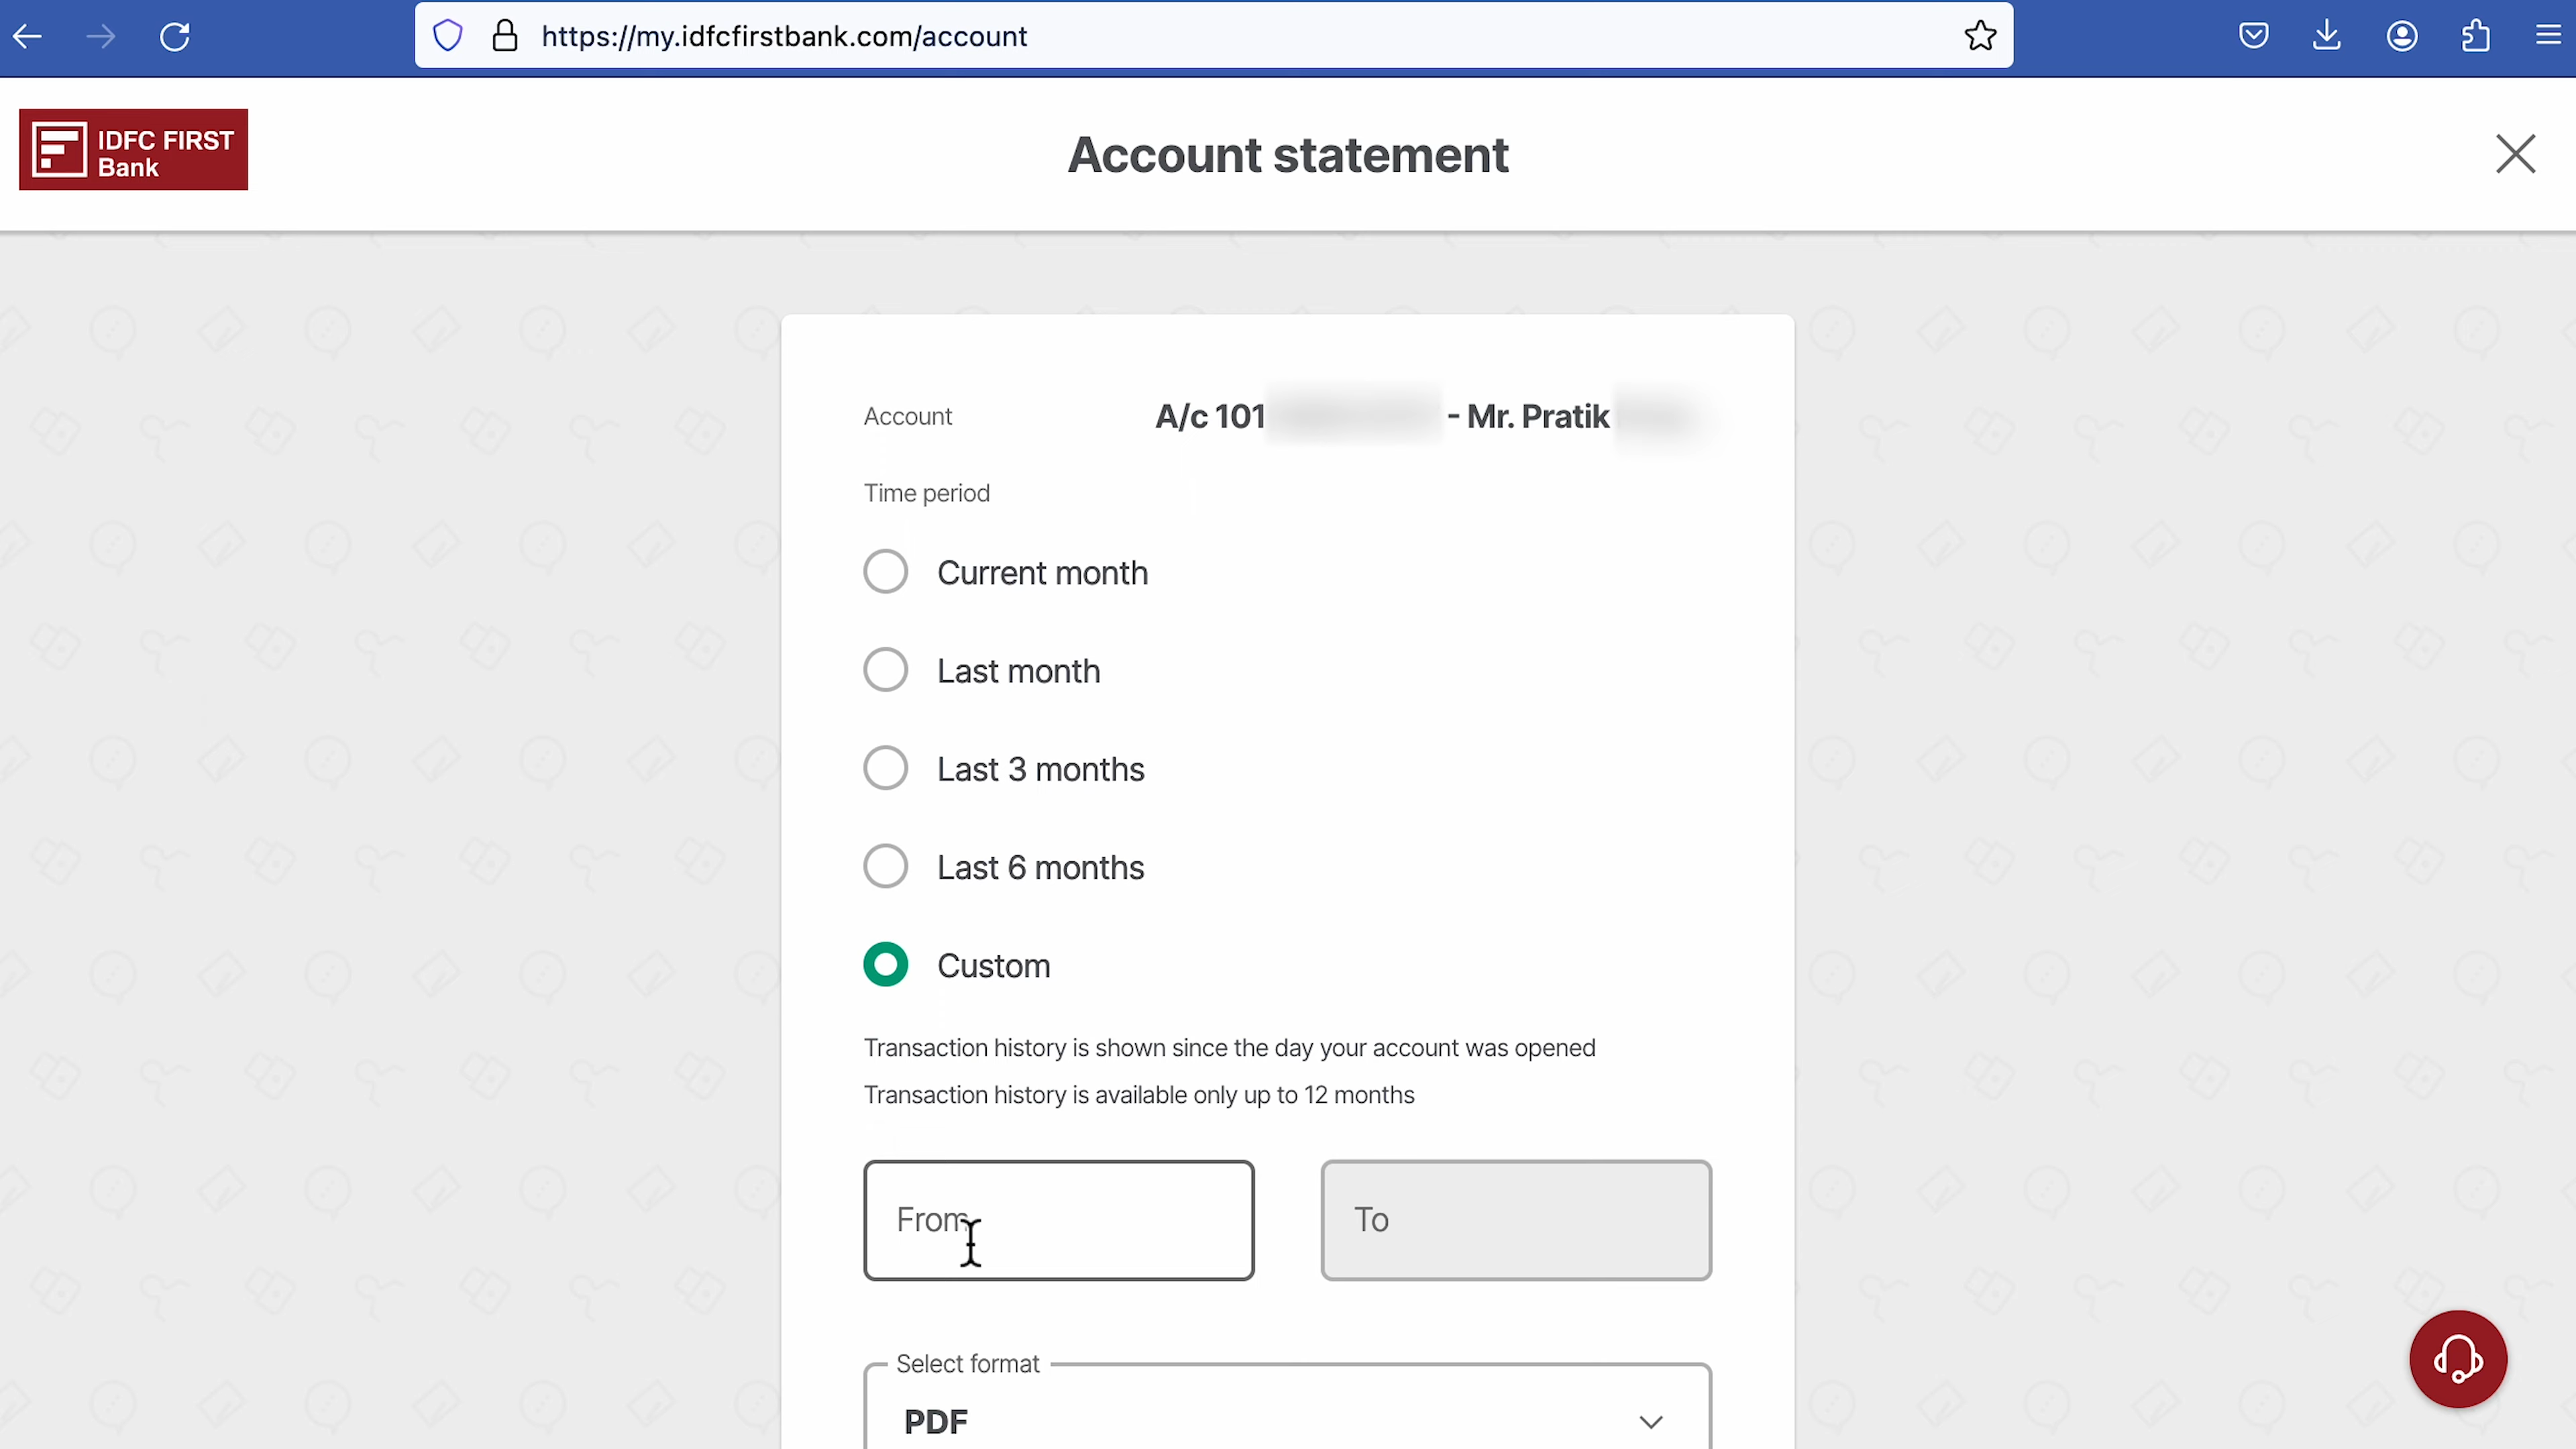 https://my.idfcfirstbank.com/account
IDFC FIRST
Bank
Account statement
Account A/c 101 - Mr. Pratik
Time period
Current month
Last month
Last 3 months
Last 6 months
Custom
Transaction history is shown since the day your account was opened
Transaction history is available only up to 12 months
From To
Select format
PDF